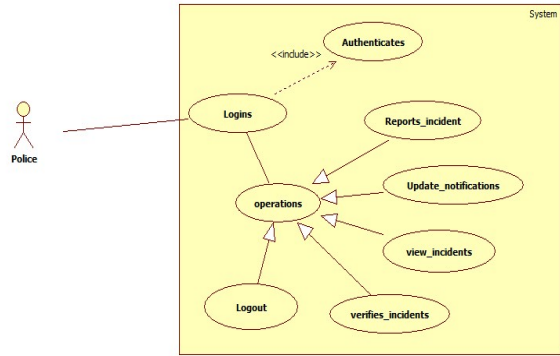 System
Authenticates
<<include>>
Logins
Reports_incident
Police
Update_notifications
operations
view_incidents
Logout
verifies_incidents